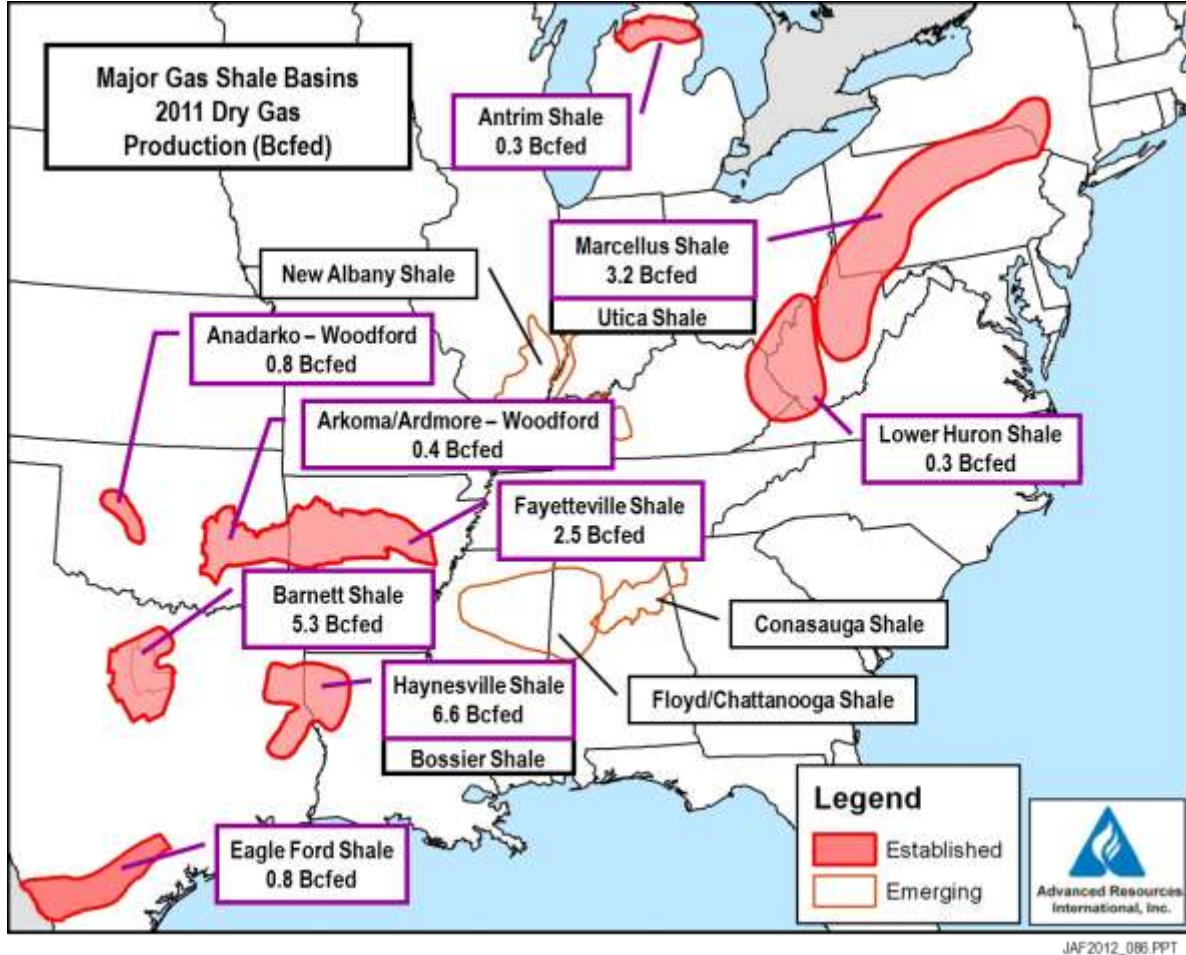 Major Gas Shale Basins
2011 Dry Gas
Production (Bcfed)
Antrim Shale
0.3 Bcfed
Marcellus Shale
3.2 Bcfed
Utica Shale
New Albany Shale
Anadarko – Woodford
0.8 Bcfed
Arkoma/Ardmore – Woodford
0.4 Bcfed
Lower Huron Shale
0.3 Bcfed
Fayetteville Shale
2.5 Bcfed
Barnett Shale
5.3 Bcfed
Conasauga Shale
Haynesville Shale
6.6 Bcfed
Bossier Shale
Floyd/Chattanooga Shale
Eagle Ford Shale
0.8 Bcfed
Legend
Established
Emerging
Advanced Resources
International, Inc.
JAF2012_086.PPT